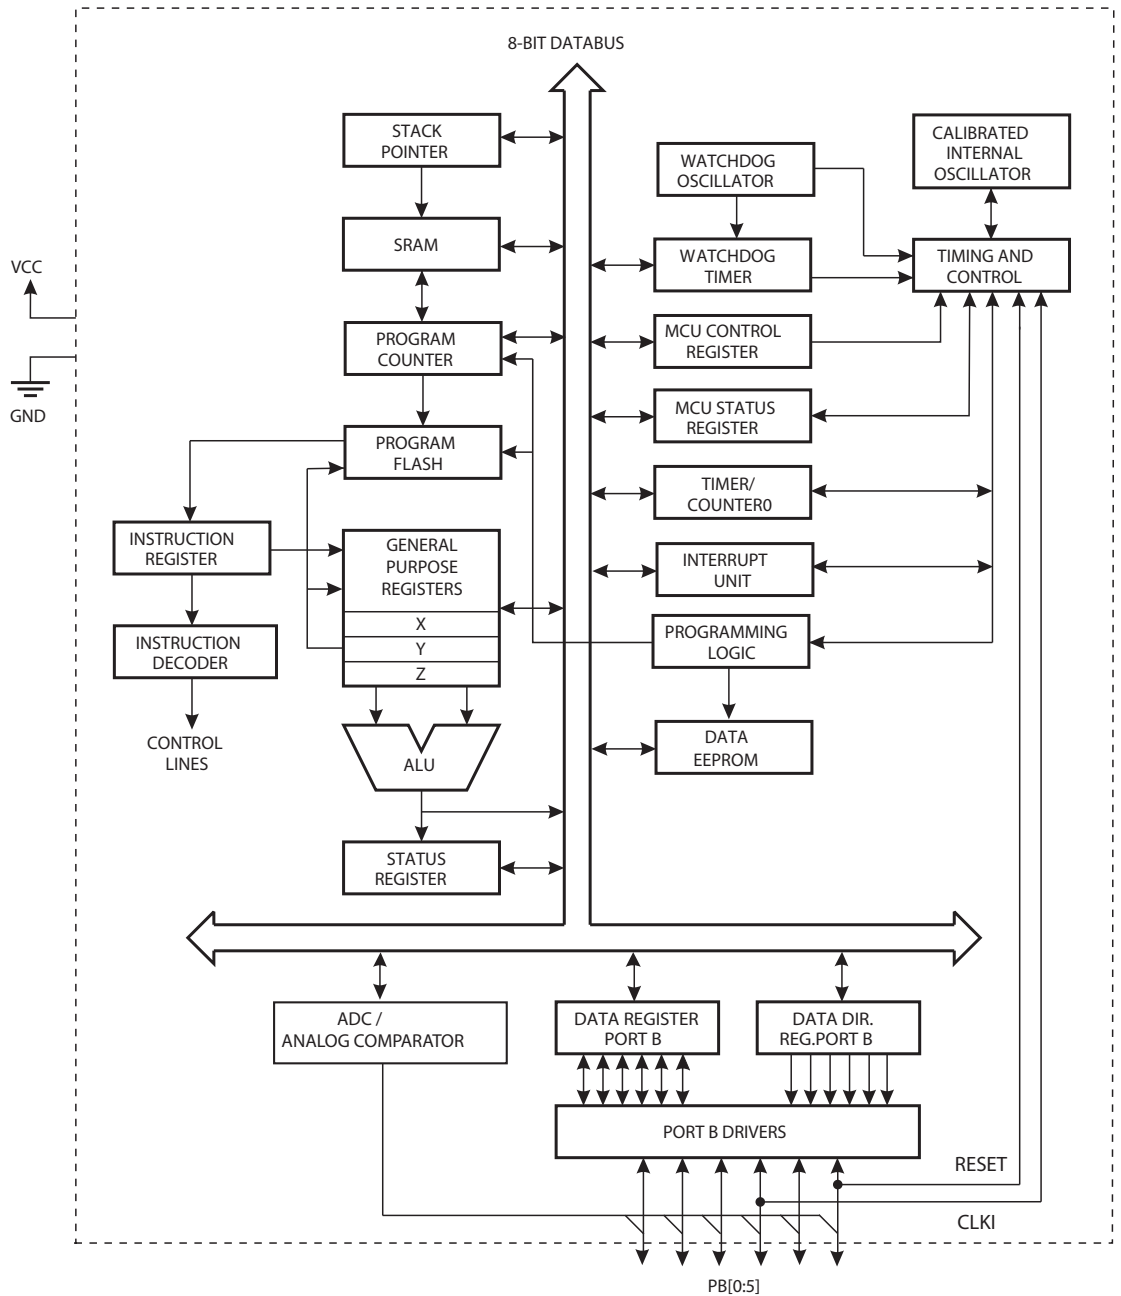 8-BIT DATABUS
STACK
POINTER
SRAM
PROGRAM
COUNTER
PROGRAM
FLASH
VCC
GND
INSTRUCTION
REGISTER
INSTRUCTION
DECODER
CONTROL
LINES
GENERAL
PURPOSE
REGISTERS
X
Y
Z
ALU
STATUS
REGISTER
WATCHDOG
OSCILLATOR
CALIBRATED
INTERNAL
OSCILLATOR
WATCHDOG
TIMER
TIMING AND
CONTROL
MCU CONTROL
REGISTER
MCU STATUS
REGISTER
TIMER/
COUNTER0
INTERRUPT
UNIT
PROGRAMMING
LOGIC
DATA
EEPROM
ADC /
ANALOG COMPARATOR
DATA REGISTER
PORT B
DATA DIR.
REG.PORT B
PORT B DRIVERS
RESET
CLKI
PB[0:5]